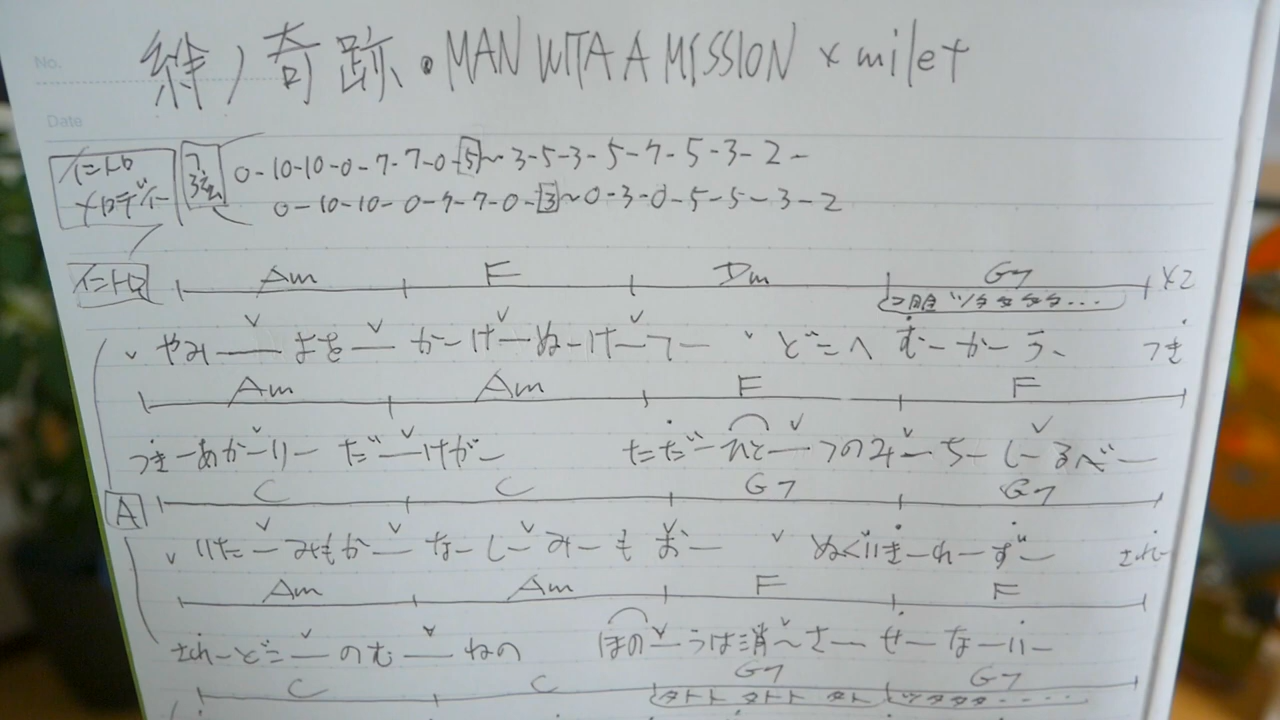 No.
絆ノ奇跡・MAN WITA A MISSION × milet
Date
イントロ メロディー 3弦 0-10-10-0-7-7-0-5~3-5-3-5-7-5-3-2-
0-10-10-0-7-7-0-3~0-3-0-5-5-3-2
イントロ Am F Dm G7 ×2
ツタタタタ...
やみ よを かーけーぬーけーてー どこへ むーかーう、 つき
Am Am F F
つきーあかーりー だーけがー ただーひとーつのみーちーしーるべー
A C C G7 G7
いたーみもかーなーしーみーもおー ぬぐいきーれーずー されー
Am Am F F
されーどこーのむーねの ほのーうは消~さーせーなーいー
C C G7 G7
タトト タトト タト ツタタタ....